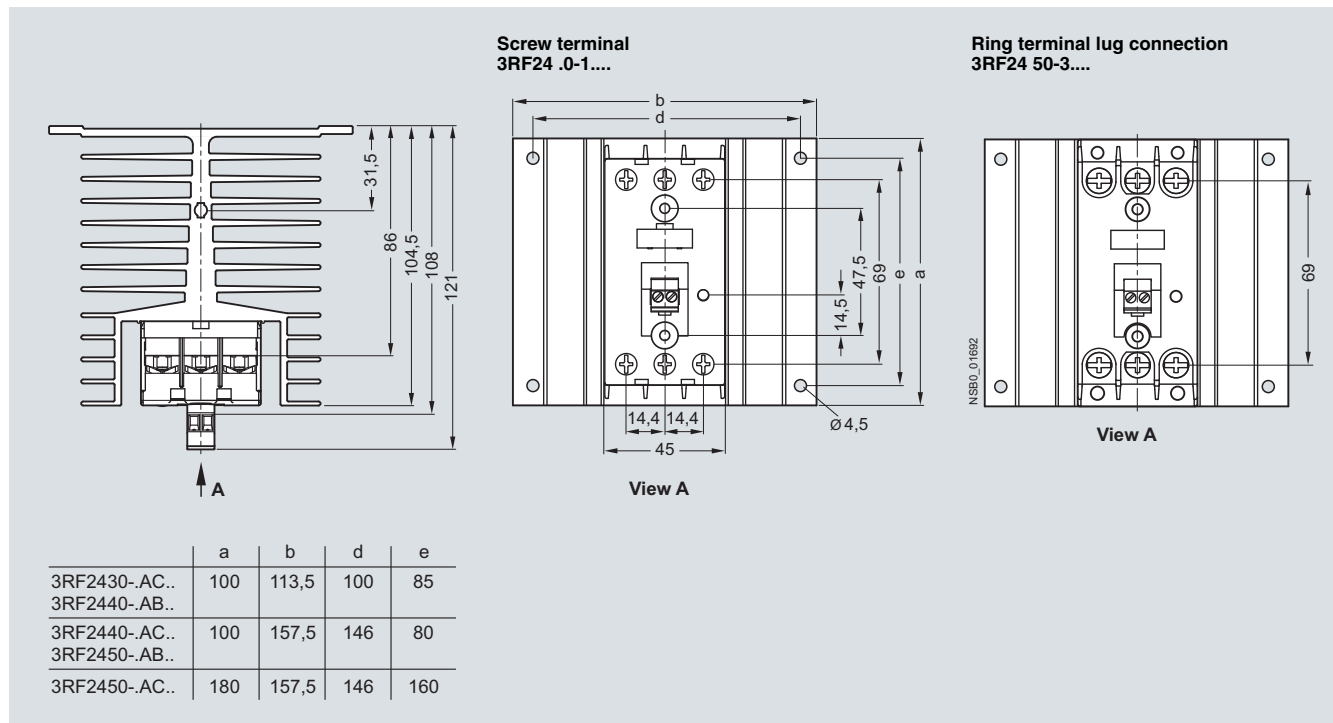 Screw terminal
3RF24 .0-1....
Ring terminal lug connection
3RF24 50-3....
31,5
86
104,5
108
121
A
b
d
14,5
47,5
69
e
a
14,4 14,4
45
Ø 4,5
View A
NSB0_01692
69
View A
a b d e
3RF2430-.AC.. 100 113,5 100 85
3RF2440-.AB..
3RF2440-.AC.. 100 157,5 146 80
3RF2450-.AB..
3RF2450-.AC.. 180 157,5 146 160